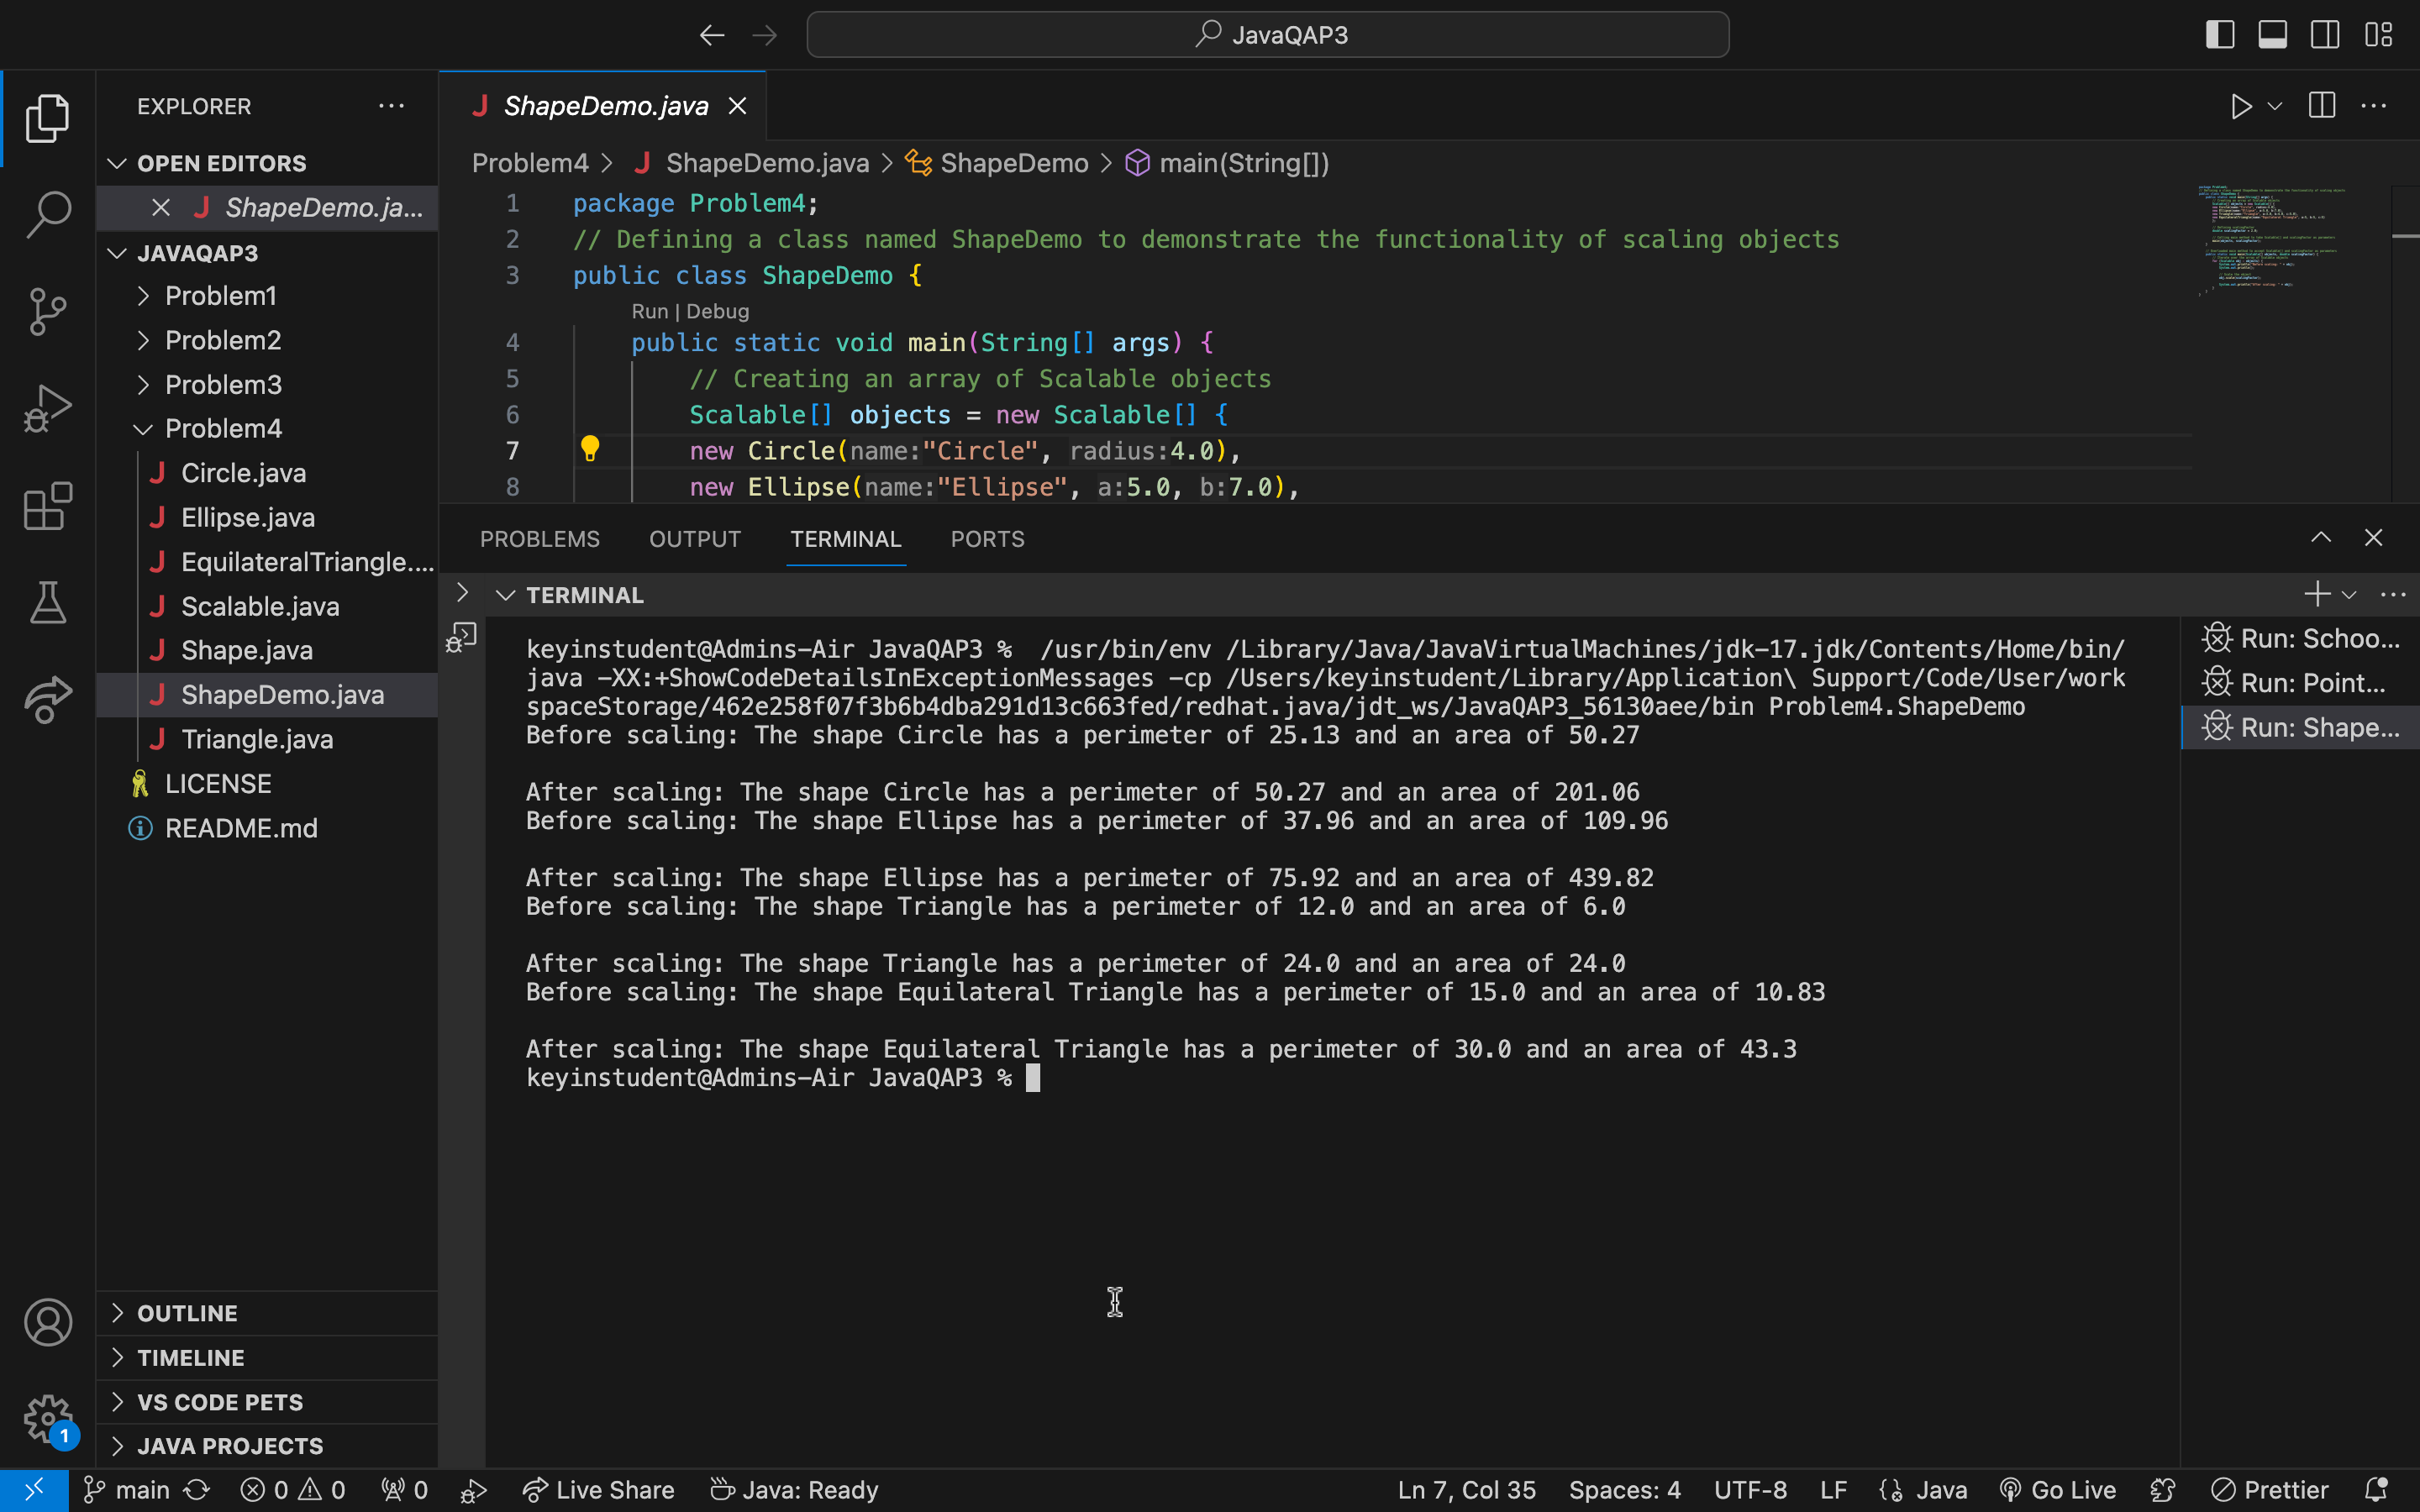 JavaQAP3
EXPLORER
OPEN EDITORS
ShapeDemo.ja...
JAVAQAP3
Problem1
Problem2
Problem3
Problem4
Circle.java
Ellipse.java
EquilateralTriangle....
Scalable.java
Shape.java
ShapeDemo.java
Triangle.java
LICENSE
README.md
OUTLINE
TIMELINE
VS CODE PETS
JAVA PROJECTS
ShapeDemo.java
Problem4 > ShapeDemo.java > ShapeDemo > main(String[])
1 package Problem4;
2 // Defining a class named ShapeDemo to demonstrate the functionality of scaling objects
3 public class ShapeDemo {
Run | Debug
4 public static void main(String[] args) {
5 // Creating an array of Scalable objects
6 Scalable[] objects = new Scalable[] {
7 new Circle(name:"Circle", radius:4.0),
8 new Ellipse(name:"Ellipse", a:5.0, b:7.0),
PROBLEMS OUTPUT TERMINAL PORTS
TERMINAL
keyinstudent@Admins-Air JavaQAP3 %  /usr/bin/env /Library/Java/JavaVirtualMachines/jdk-17.jdk/Contents/Home/bin/
java -XX:+ShowCodeDetailsInExceptionMessages -cp /Users/keyinstudent/Library/Application\ Support/Code/User/work
spaceStorage/462e258f07f3b6b4dba291d13c663fed/redhat.java/jdt_ws/JavaQAP3_56130aee/bin Problem4.ShapeDemo
Before scaling: The shape Circle has a perimeter of 25.13 and an area of 50.27
After scaling: The shape Circle has a perimeter of 50.27 and an area of 201.06
Before scaling: The shape Ellipse has a perimeter of 37.96 and an area of 109.96
After scaling: The shape Ellipse has a perimeter of 75.92 and an area of 439.82
Before scaling: The shape Triangle has a perimeter of 12.0 and an area of 6.0
After scaling: The shape Triangle has a perimeter of 24.0 and an area of 24.0
Before scaling: The shape Equilateral Triangle has a perimeter of 15.0 and an area of 10.83
After scaling: The shape Equilateral Triangle has a perimeter of 30.0 and an area of 43.3
keyinstudent@Admins-Air JavaQAP3 %
Run: Schoo...
Run: Point...
Run: Shape...
1
main 0 0 0 Live Share Java: Ready Ln 7, Col 35 Spaces: 4 UTF-8 LF Java Go Live Prettier